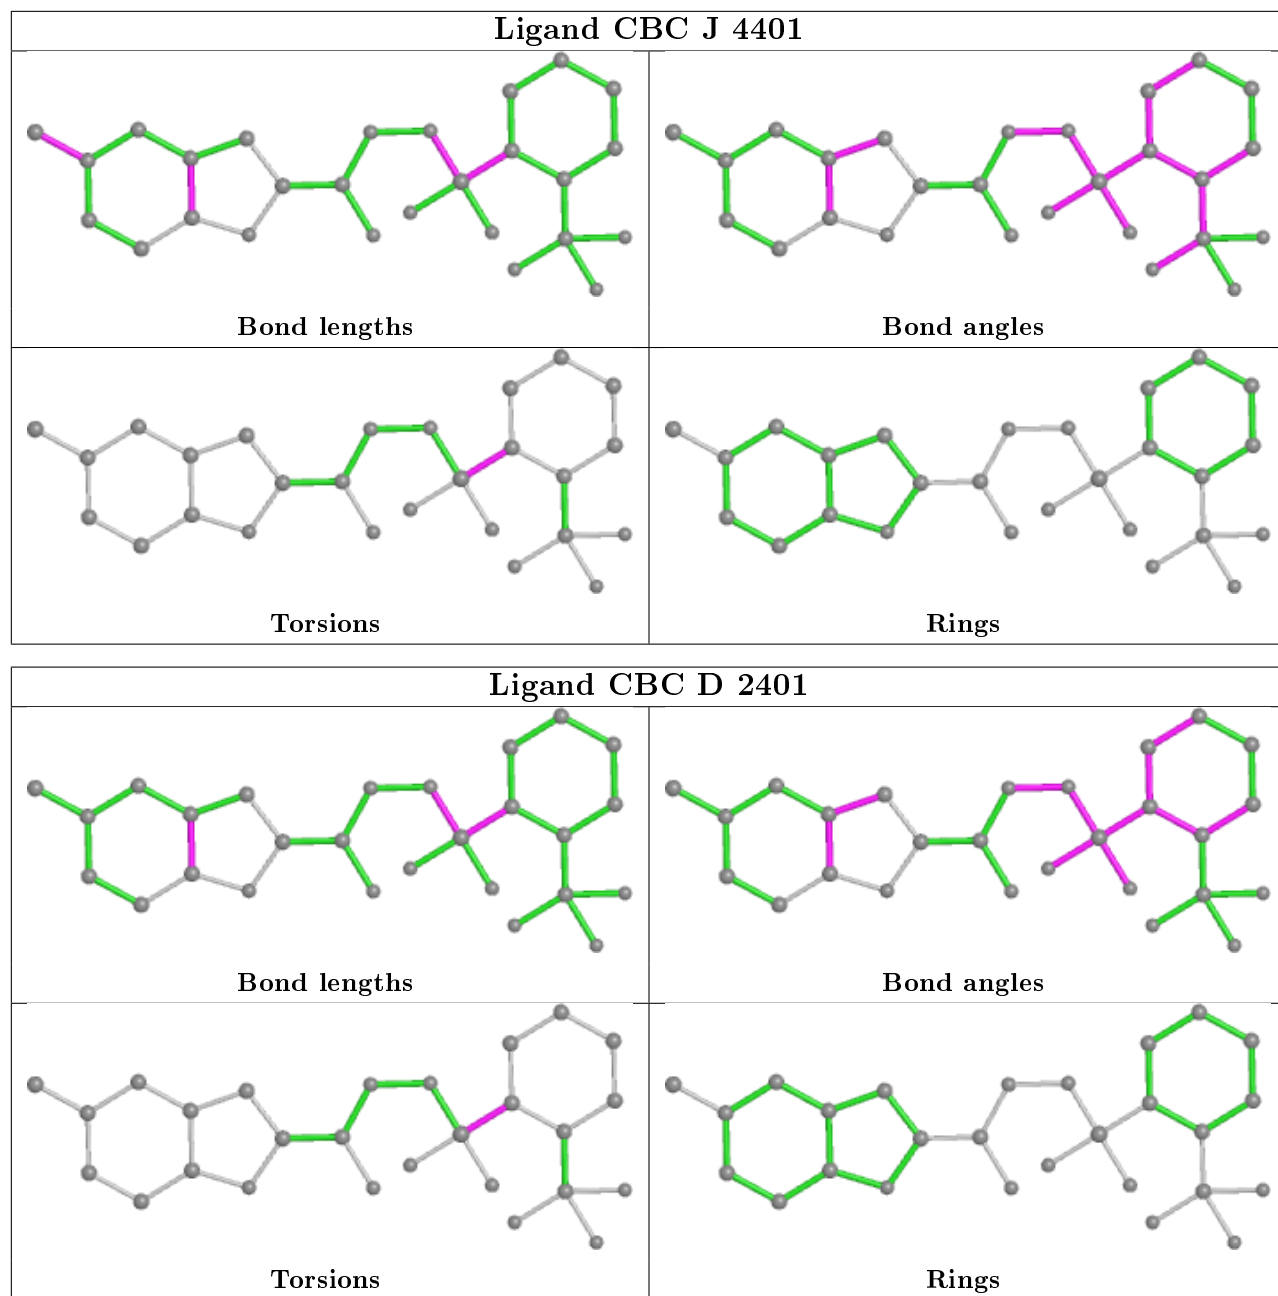 Ligand CBC J 4401
Bond lengths
Bond angles
Torsions
Rings
Ligand CBC D 2401
Bond lengths
Bond angles
Torsions
Rings